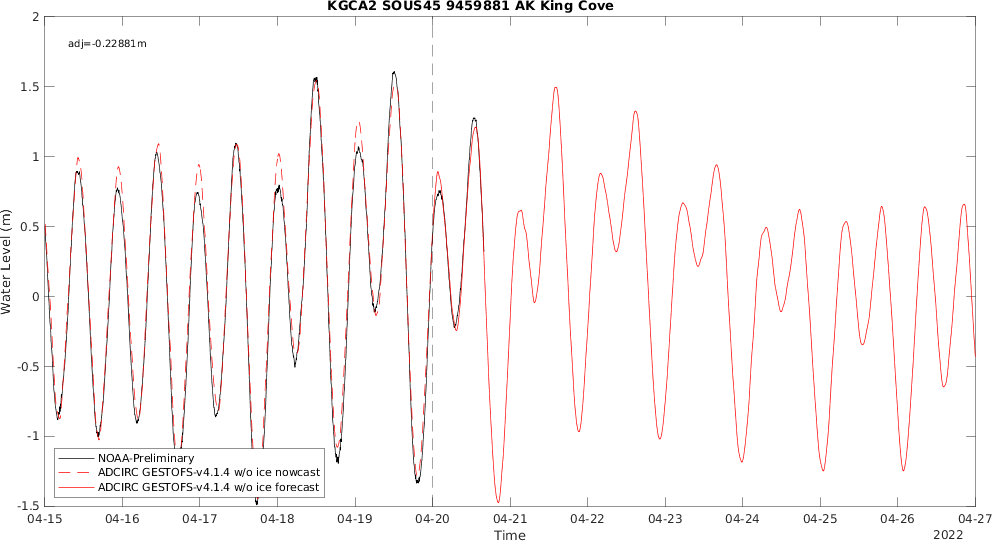 KGCA2 SOUS45 9459881 AK King Cove
adj=-0.22881m
Water Level (m)
2
1.5
1
0.5
0
-0.5
-1
-1.5
NOAA-Preliminary
ADCIRC GESTOFS-v4.1.4 w/o ice nowcast
ADCIRC GESTOFS-v4.1.4 w/o ice forecast
04-15 04-16 04-17 04-18 04-19 04-20 04-21 04-22 04-23 04-24 04-25 04-26 04-27
Time
2022